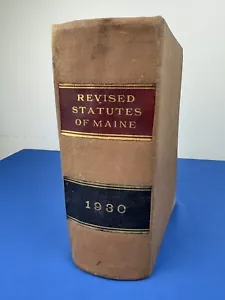 REVISED
STATUTES
OF MAINE
1930